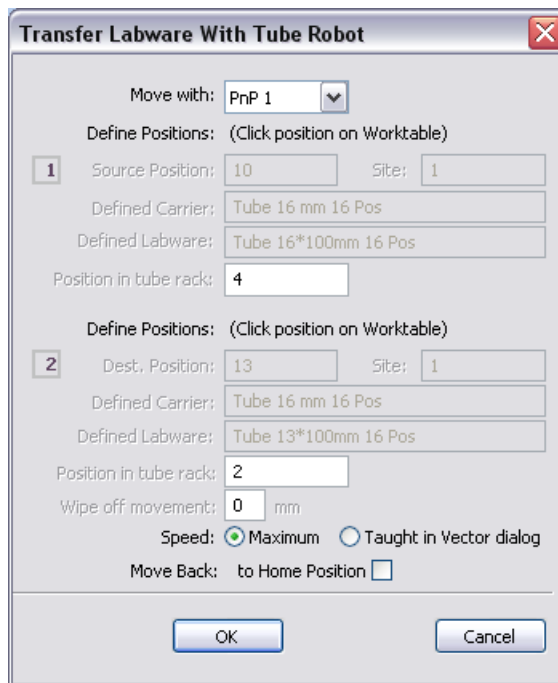 Transfer Labware With Tube Robot
Move with: PnP 1
Define Positions: (Click position on Worktable)
1 Source Position: 10 Site: 1
Defined Carrier: Tube 16 mm 16 Pos
Defined Labware: Tube 16*100mm 16 Pos
Position in tube rack: 4
Define Positions: (Click position on Worktable)
2 Dest. Position: 13 Site: 1
Defined Carrier: Tube 16 mm 16 Pos
Defined Labware: Tube 13*100mm 16 Pos
Position in tube rack: 2
Wipe off movement: 0 mm
Speed: Maximum Taught in Vector dialog
Move Back: to Home Position
OK Cancel